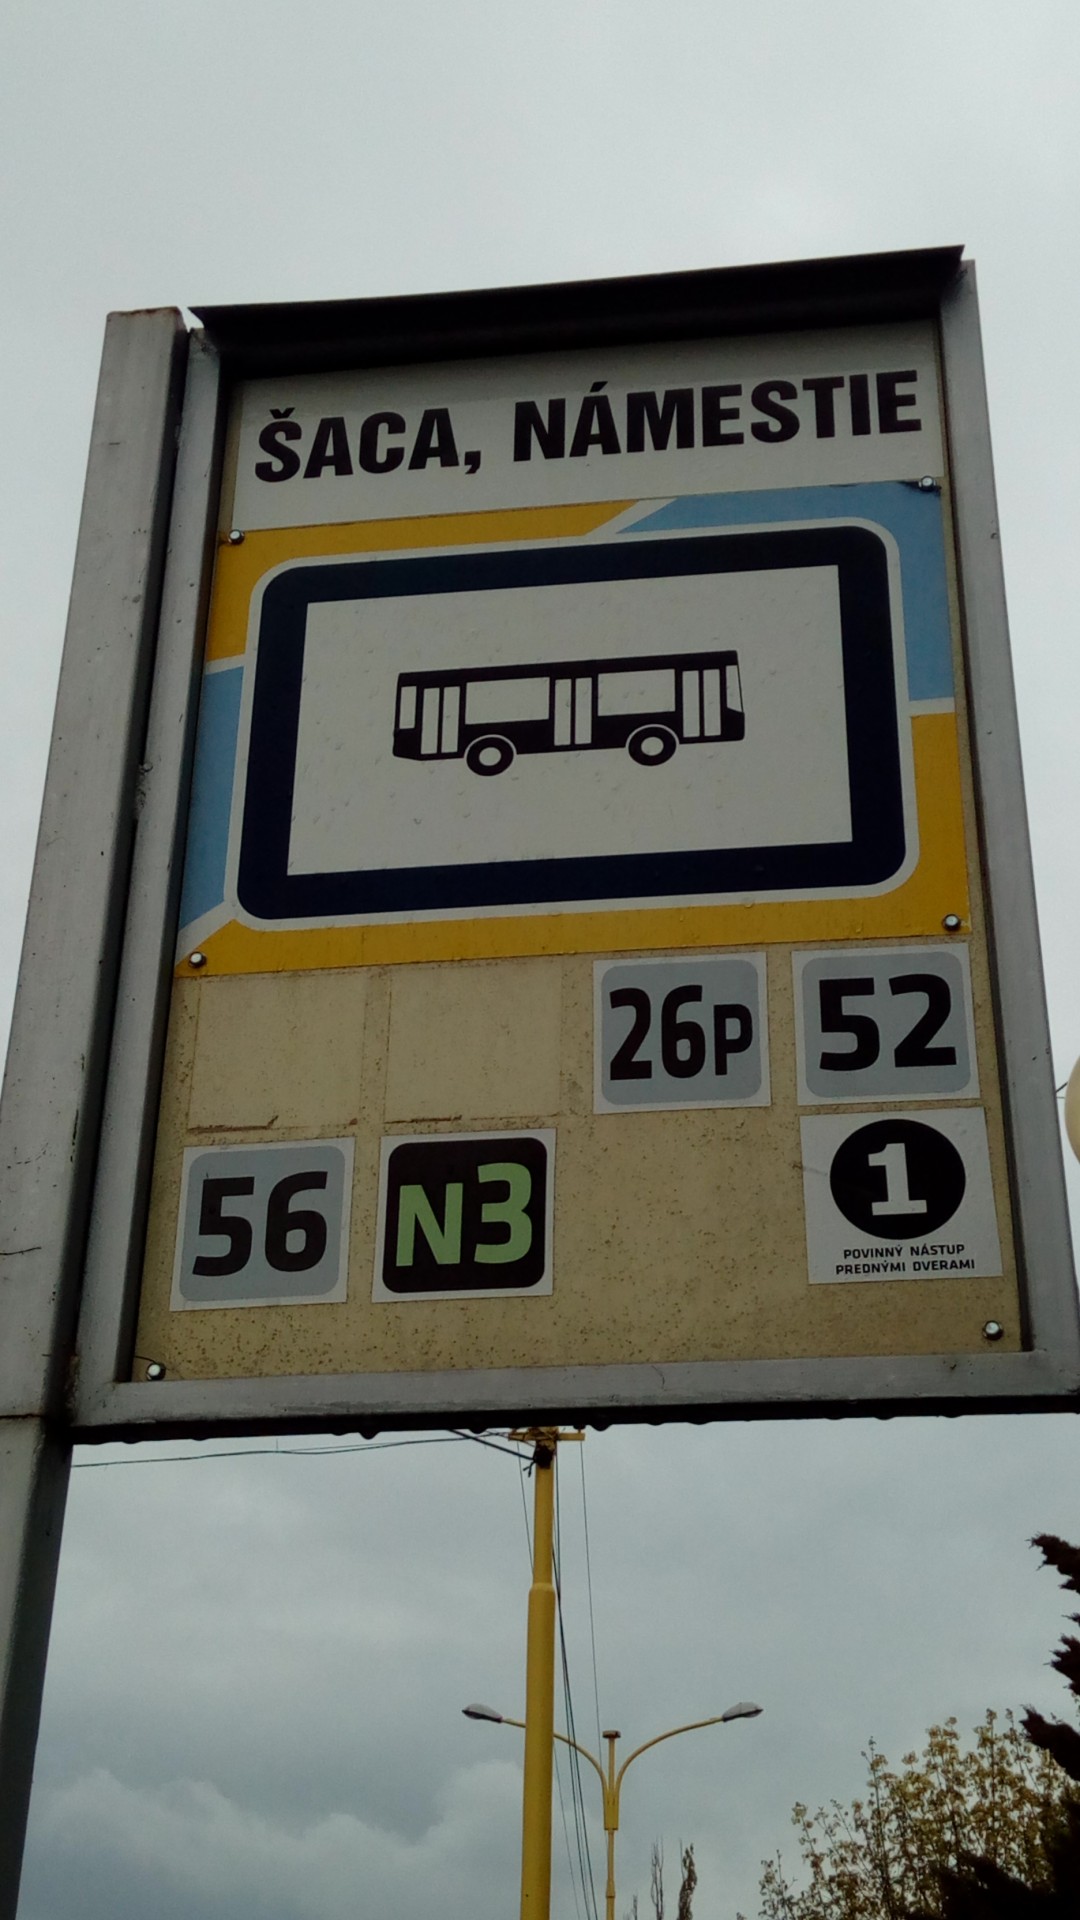 ŠACA, NÁMESTIE
26P 52
56 N3 1
POVINNÝ NÁSTUP
PREDNÝMI DVERAMI